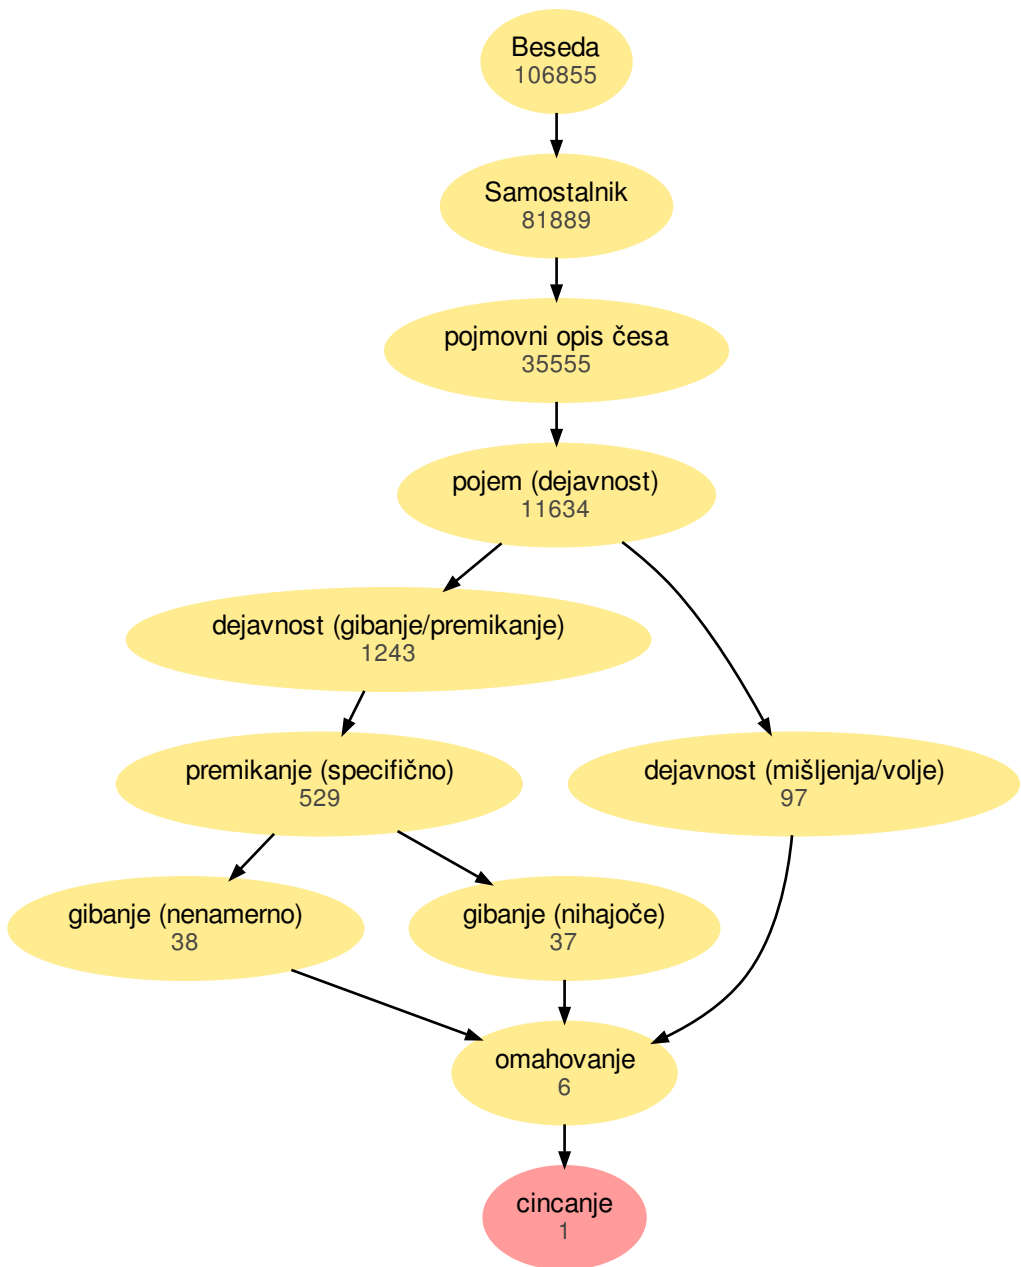 Beseda
106855
Samostalnik
81889
pojmovni opis česa
35555
pojem (dejavnost)
11634
dejavnost (gibanje/premikanje)
1243
premikanje (specifično)
529
dejavnost (mišljenja/volje)
97
gibanje (nenamerno)
38
gibanje (nihajoče)
37
omahovanje
6
cincanje
1